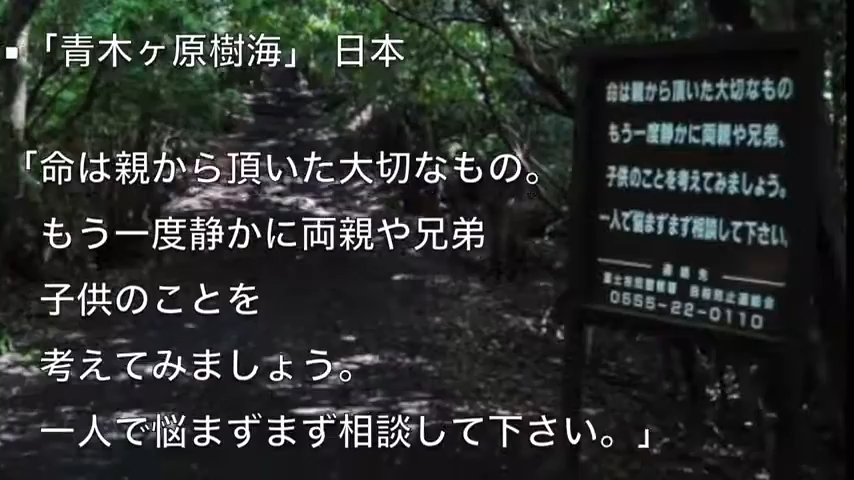 ▪「青木ヶ原樹海」 日本
「命は親から頂いた大切なもの。
もう一度静かに両親や兄弟
子供のことを
考えてみましょう。
一人で悩まずまず相談して下さい。」
命は親から頂いた大切なもの
もう一度静かに両親や兄弟、
子供のことを考えてみましょう。
一人で悩まずまず相談して下さい。
連絡先
0555-22-0110